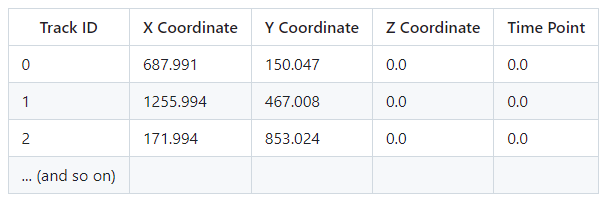 Track ID X Coordinate Y Coordinate Z Coordinate Time Point
0 687.991 150.047 0.0 0.0
1 1255.994 467.008 0.0 0.0
2 171.994 853.024 0.0 0.0
... (and so on)